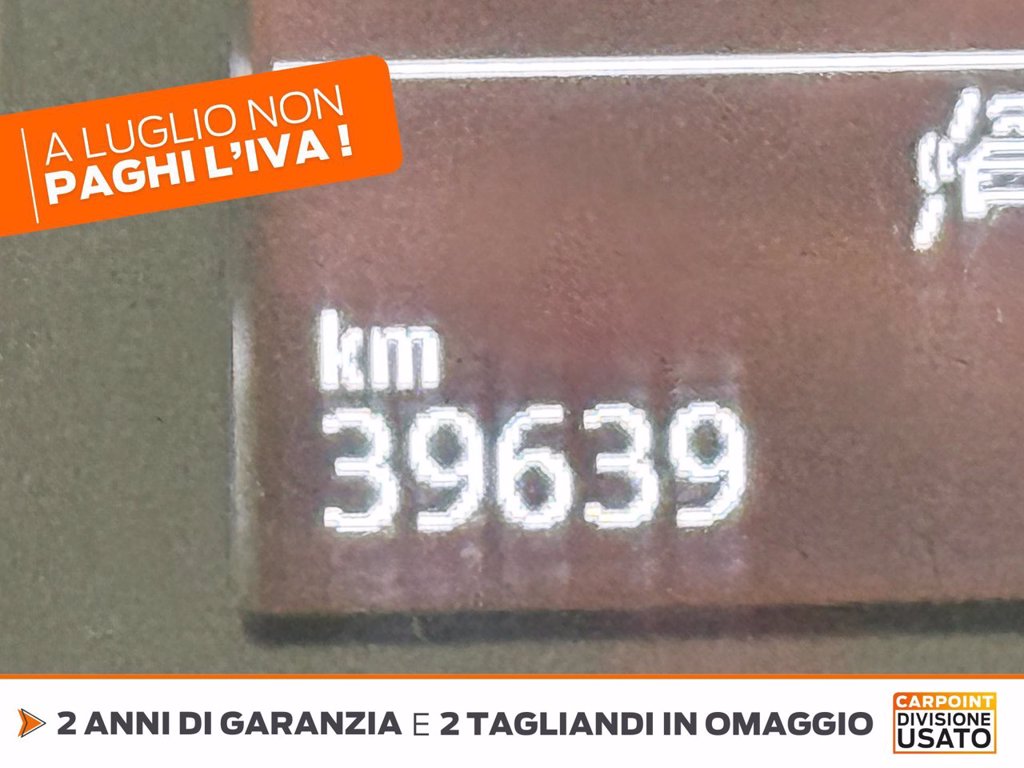 A LUGLIO NON
PAGHI L'IVA !
km
39639
2 ANNI DI GARANZIA E 2 TAGLIANDI IN OMAGGIO
CARPOINT
DIVISIONE
USATO